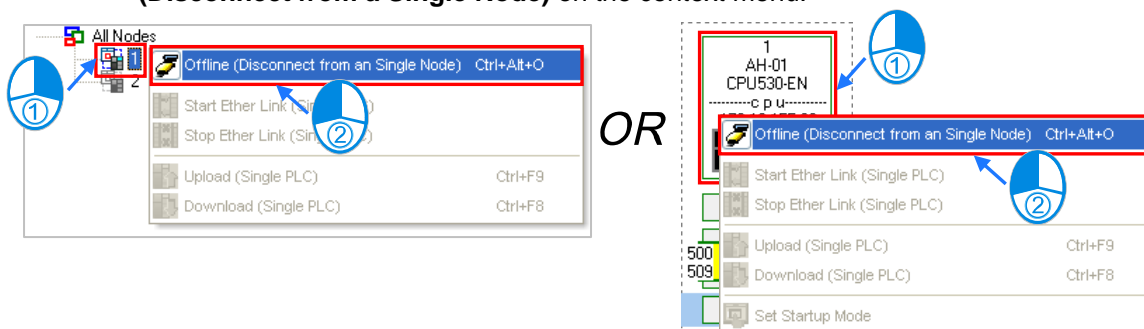 (Disconnect from a Single Node) on the context menu.
All Nodes
1
2
Offline (Disconnect from an Single Node) Ctrl+Alt+O
Start Ether Link
Stop Ether Link
Upload (Single PLC) Ctrl+F9
Download (Single PLC) Ctrl+F8
1
2
OR
1
AH-01
CPU530-EN
---------c p u---------
Offline (Disconnect from an Single Node) Ctrl+Alt+O
Start Ether Link (Single PLC)
Stop Ether Link (Single PLC)
Upload (Single PLC) Ctrl+F9
Download (Single PLC) Ctrl+F8
Set Startup Mode
500
509
1
2